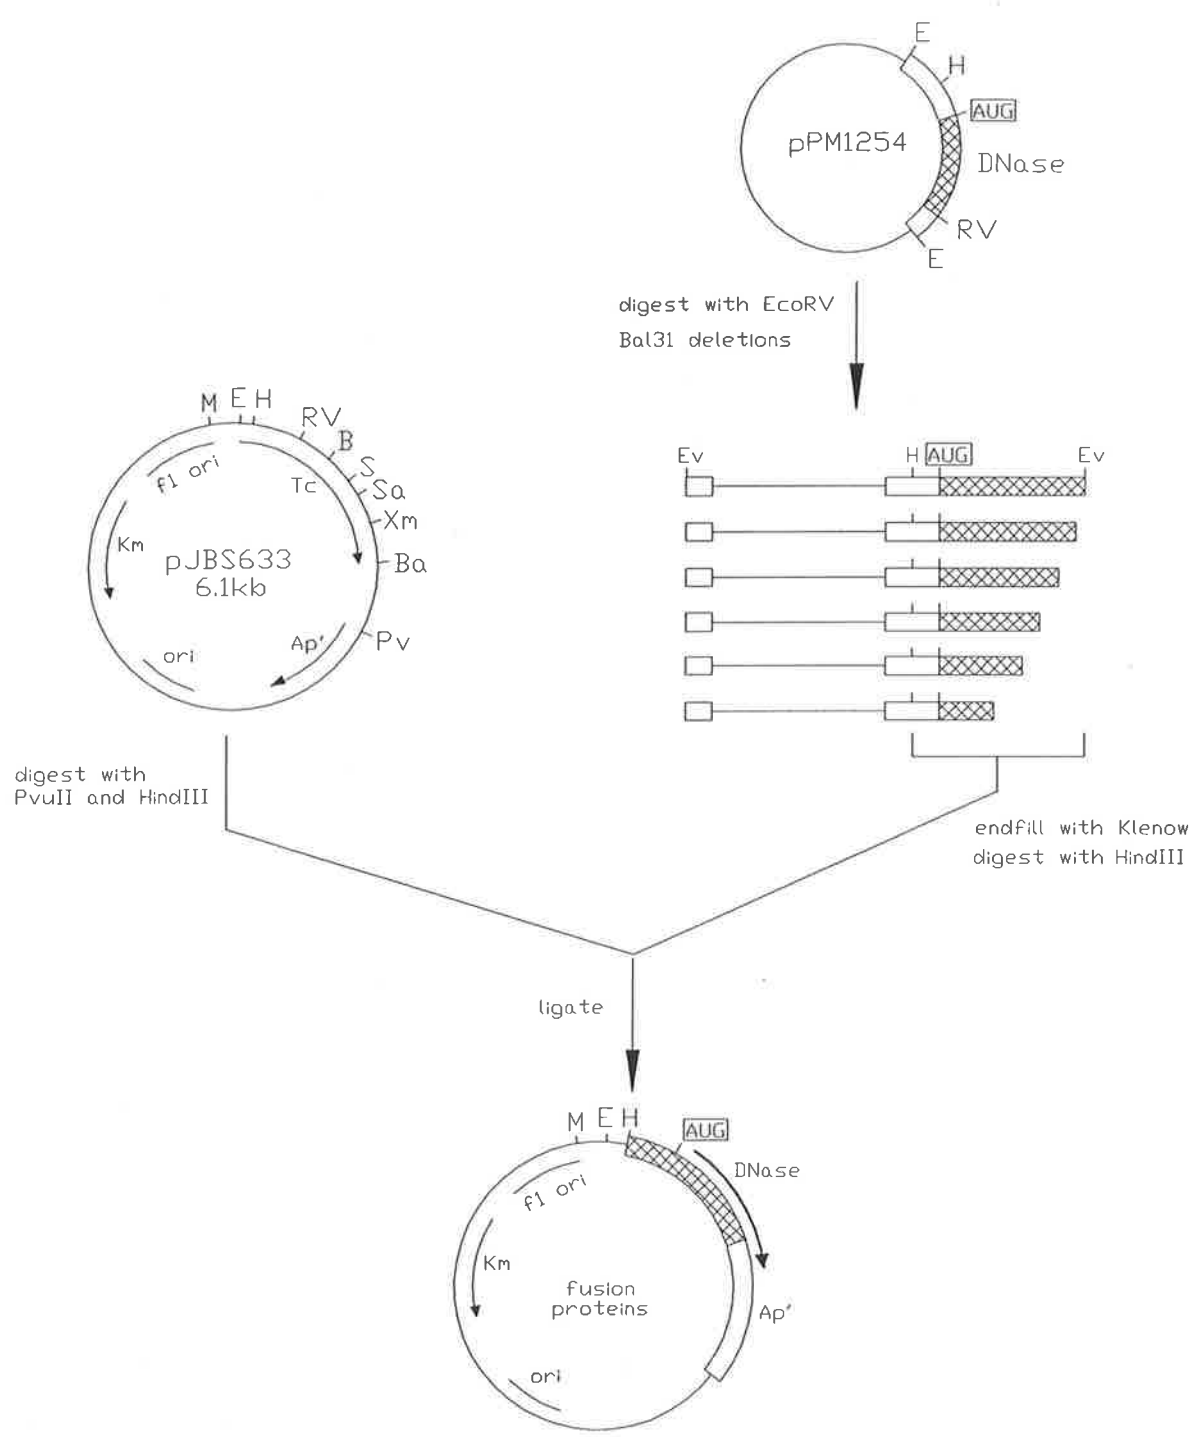 E
H
AUG
pPM1254
DNase
RV
E
digest with EcoRV
Bal31 deletions
M E H
RV
B
S
Sa
Xm
Ba
Pv
f1 ori
Tc
Km
pJBS633
6.1kb
Ap'
ori
Ev H AUG Ev
digest with
PvuII and HindIII
endfill with Klenow
digest with HindIII
ligate
M E H
AUG
DNase
f1 ori
Km
fusion
proteins
Ap'
ori